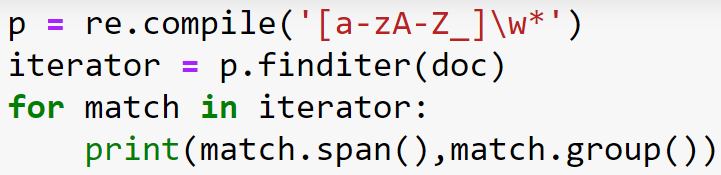 p = re.compile('[a-zA-Z_]\w*')
iterator = p.finditer(doc)
for match in iterator:
    print(match.span(),match.group())